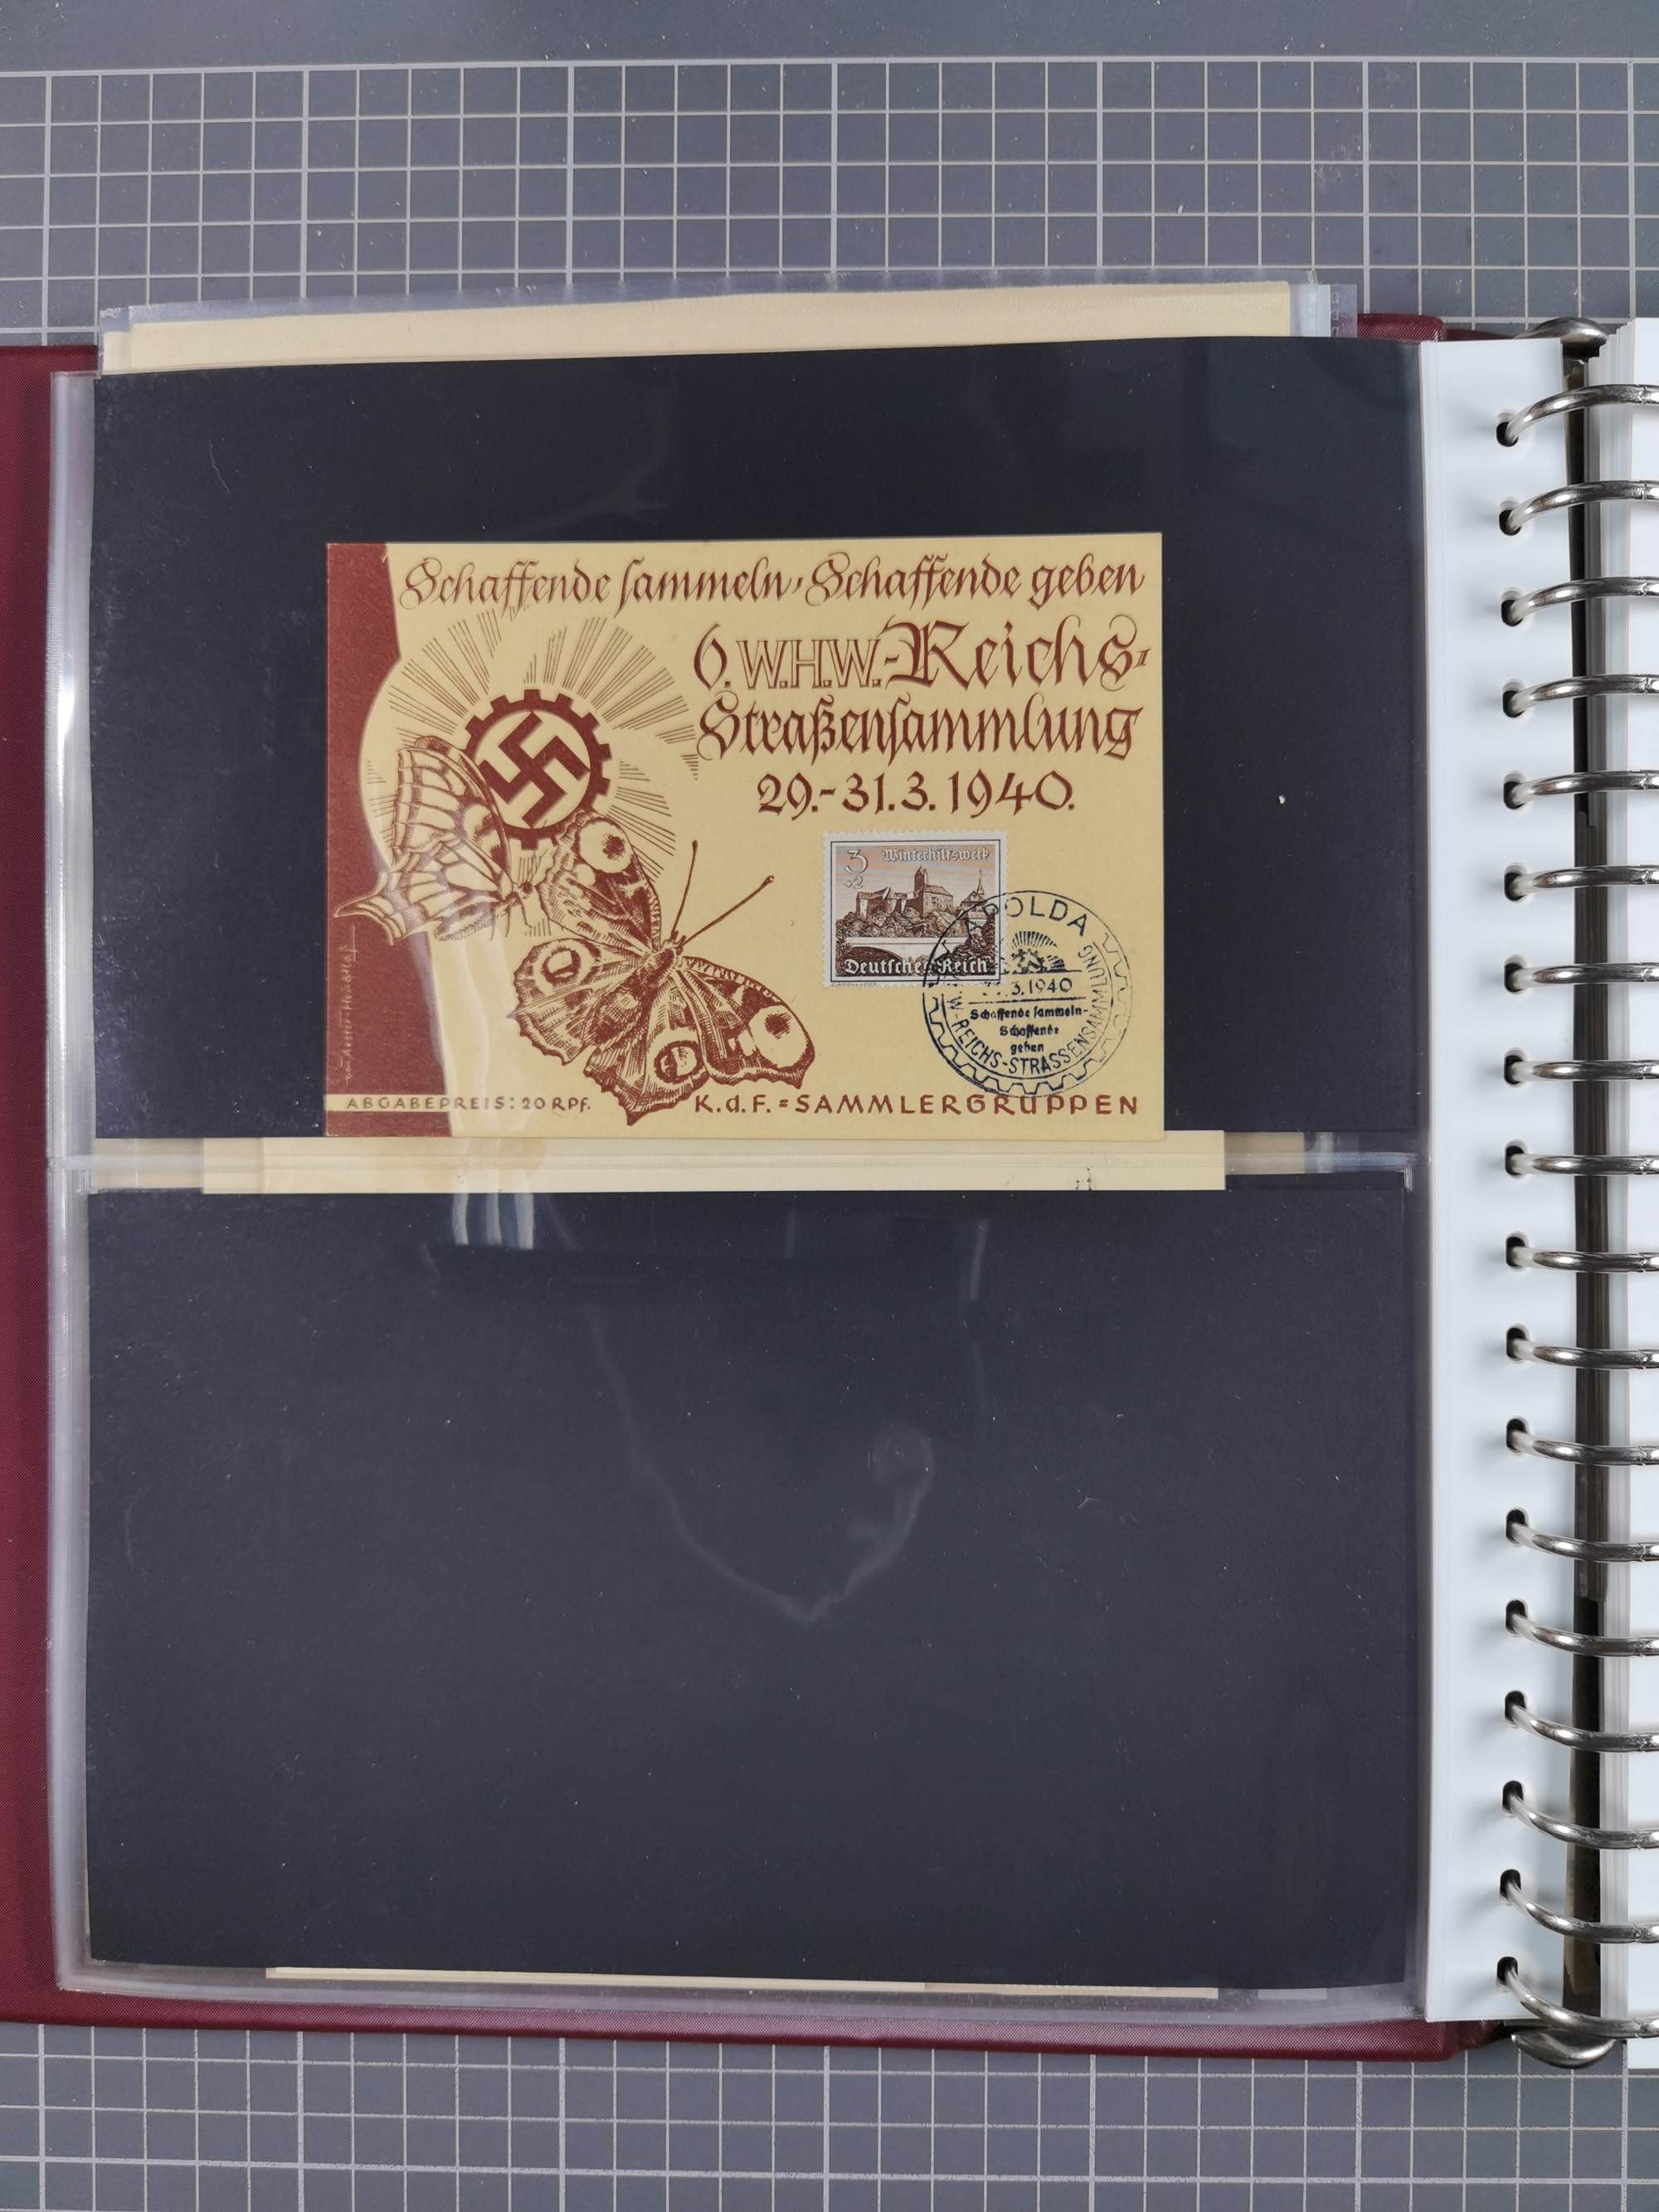 Schaffende sammeln, Schaffende geben
6. W.H.W.-Reichs-
Straßensammlung
29.-31.3.1940.
3
+2
Winterhilfswerk
Deutsches Reich
APOLDA
3.1940
Schaffende sammeln-
Schaffende
geben
W-REICHS-STRASSENSAMMLUNG
ABGABEPREIS: 20 RPf.
K.d.F.=SAMMLERGRUPPEN